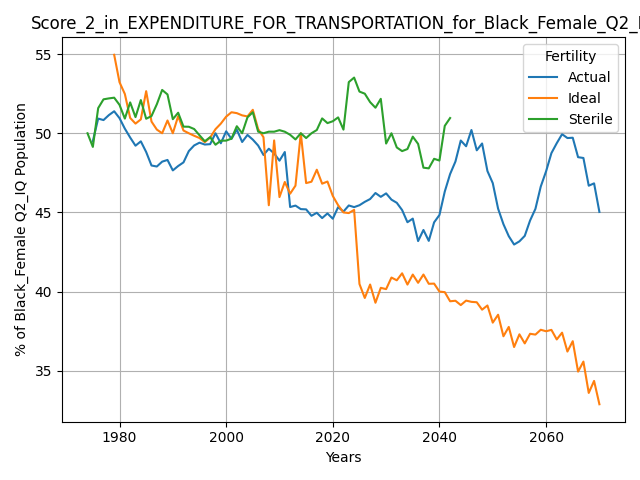 Score_2_in_EXPENDITURE_FOR_TRANSPORTATION_for_Black_Female_Q2_I
% of Black_Female Q2_IQ Population
55
50
45
40
35
Fertility
Actual
Ideal
Sterile
1980
2000
2020
2040
2060
Years